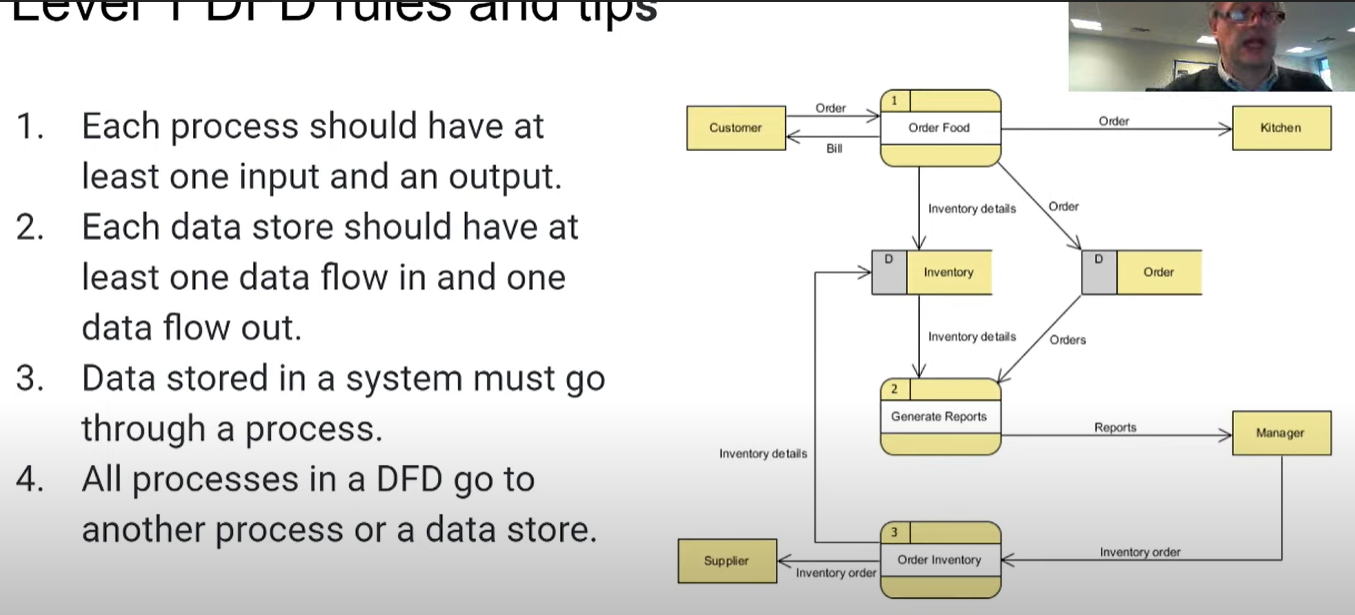 Level 1 DFD rules and tips
1. Each process should have at
least one input and an output.
2. Each data store should have at
least one data flow in and one
data flow out.
3. Data stored in a system must go
through a process.
4. All processes in a DFD go to
another process or a data store.
Customer
Order
Bill
1
Order Food
Order
Kitchen
Inventory details
Order
D
Inventory
D
Order
Inventory details
Orders
2
Generate Reports
Reports
Manager
Inventory details
3
Order Inventory
Inventory order
Supplier
Inventory order